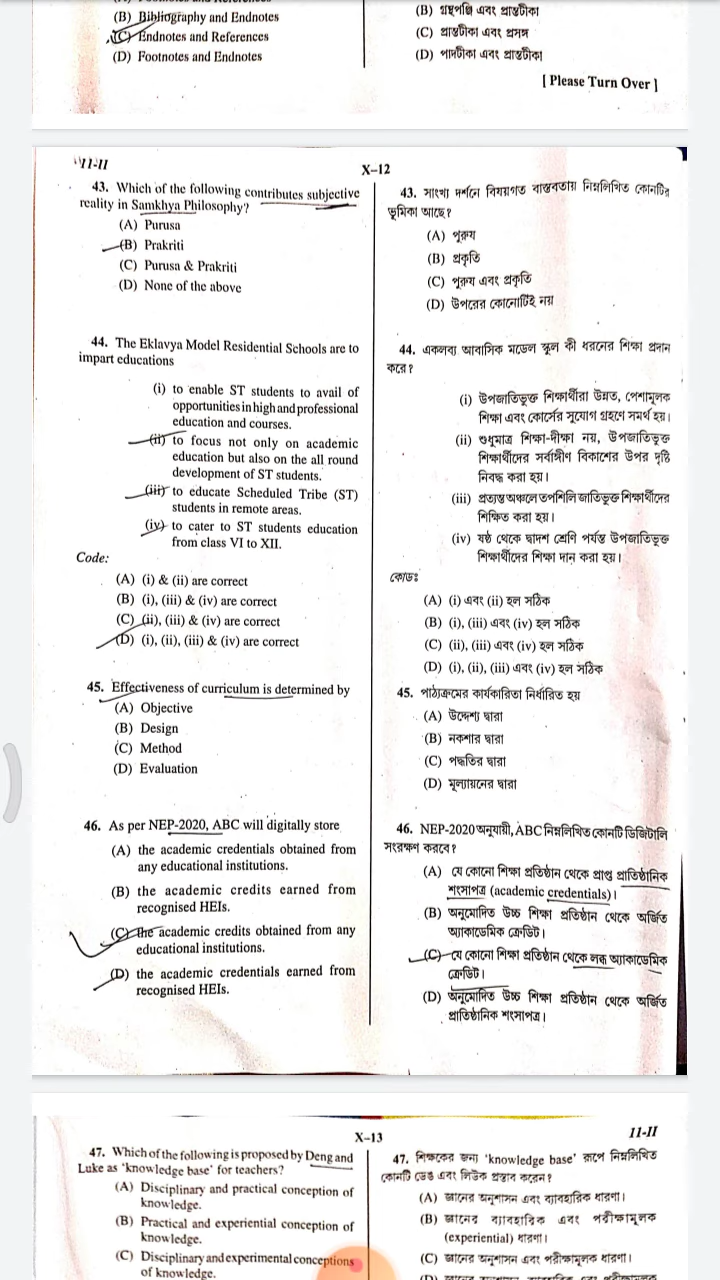 (B) Bibliography and Endnotes
(C) Endnotes and References
(D) Footnotes and Endnotes
(B) গ্রন্থপঞ্জি এবং প্রান্তটীকা
(C) প্রান্তটীকা এবং প্রসঙ্গ
(D) পাদটীকা এবং প্রান্তটীকা
[ Please Turn Over ]
11-II
X–12
43. Which of the following contributes subjective
reality in Samkhya Philosophy?
(A) Purusa
(B) Prakriti
(C) Purusa & Prakriti
(D) None of the above
44. The Eklavya Model Residential Schools are to
impart educations
(i) to enable ST students to avail of
opportunities in high and professional
education and courses.
(ii) to focus not only on academic
education but also on the all round
development of ST students.
(iii) to educate Scheduled Tribe (ST)
students in remote areas.
(iv) to cater to ST students education
from class VI to XII.
Code:
(A) (i) & (ii) are correct
(B) (i), (iii) & (iv) are correct
(C) (ii), (iii) & (iv) are correct
(D) (i), (ii), (iii) & (iv) are correct
45. Effectiveness of curriculum is determined by
(A) Objective
(B) Design
(C) Method
(D) Evaluation
46. As per NEP-2020, ABC will digitally store
(A) the academic credentials obtained from
any educational institutions.
(B) the academic credits earned from
recognised HEIs.
(C) the academic credits obtained from any
educational institutions.
(D) the academic credentials earned from
recognised HEIs.
43. সাংখ্য দর্শনে বিষয়গত বাস্তবতায় নিম্নলিখিত কোনটির
ভূমিকা আছে?
(A) পুরুষ
(B) প্রকৃতি
(C) পুরুষ এবং প্রকৃতি
(D) উপরের কোনোটিই নয়
44. একলব্য আবাসিক মডেল স্কুল কী ধরনের শিক্ষা প্রদান
করে?
(i) উপজাতিভুক্ত শিক্ষার্থীরা উন্নত, পেশামূলক
শিক্ষা এবং কোর্সের সুযোগ গ্রহণে সমর্থ হয়।
(ii) শুধুমাত্র শিক্ষা-দীক্ষা নয়, উপজাতিভুক্ত
শিক্ষার্থীদের সর্বাঙ্গীণ বিকাশের উপর দৃষ্টি
নিবদ্ধ করা হয়।
(iii) প্রত্যন্ত অঞ্চলে তপশিলি জাতিভুক্ত শিক্ষার্থীদের
শিক্ষিত করা হয়।
(iv) ষষ্ঠ থেকে দ্বাদশ শ্রেণি পর্যন্ত উপজাতিভুক্ত
শিক্ষার্থীদের শিক্ষা দান করা হয়।
কোডঃ
(A) (i) এবং (ii) হল সঠিক
(B) (i), (iii) এবং (iv) হল সঠিক
(C) (ii), (iii) এবং (iv) হল সঠিক
(D) (i), (ii), (iii) এবং (iv) হল সঠিক
45. পাঠ্যক্রমের কার্যকারিতা নির্ধারিত হয়
(A) উদ্দেশ্য দ্বারা
(B) নকশার দ্বারা
(C) পদ্ধতির দ্বারা
(D) মূল্যায়নের দ্বারা
46. NEP-2020 অনুযায়ী, ABC নিম্নলিখিত কোনটি ডিজিটালি
সংরক্ষণ করবে?
(A) যে কোনো শিক্ষা প্রতিষ্ঠান থেকে প্রাপ্ত প্রাতিষ্ঠানিক
শংসাপত্র (academic credentials)।
(B) অনুমোদিত উচ্চ শিক্ষা প্রতিষ্ঠান থেকে অর্জিত
অ্যাকাডেমিক ক্রেডিট।
(C) যে কোনো শিক্ষা প্রতিষ্ঠান থেকে লব্ধ অ্যাকাডেমিক
ক্রেডিট।
(D) অনুমোদিত উচ্চ শিক্ষা প্রতিষ্ঠান থেকে অর্জিত
প্রাতিষ্ঠানিক শংসাপত্র।
X–13
11-II
47. Which of the following is proposed by Deng and
Luke as 'knowledge base' for teachers?
(A) Disciplinary and practical conception of
knowledge.
(B) Practical and experiential conception of
knowledge.
(C) Disciplinary and experimental conceptions
of knowledge.
47. শিক্ষকের জন্য 'knowledge base' রূপে নিম্নলিখিত
কোনটি ডেঙ এবং লিউক প্রস্তাব করেন?
(A) জ্ঞানের অনুশাসন এবং ব্যবহারিক ধারণা।
(B) জ্ঞানের ব্যবহারিক এবং পরীক্ষামূলক
(experiential) ধারণা।
(C) জ্ঞানের অনুশাসন এবং পরীক্ষামূলক ধারণা।